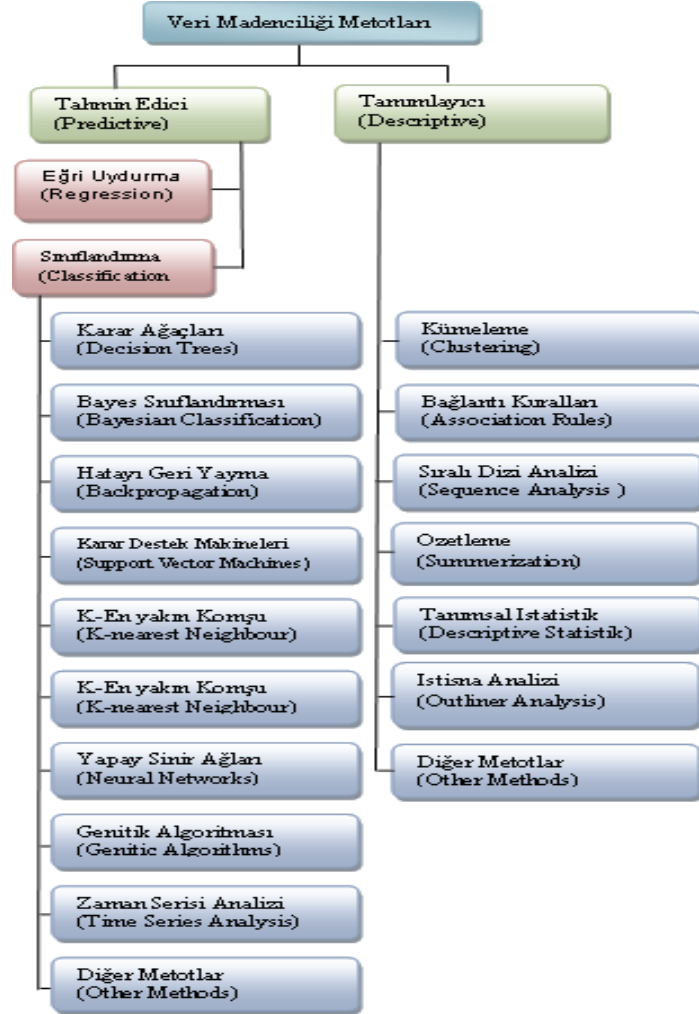 Veri Madenciliği Metotları
Tahmin Edici
(Predictive)
Eğri Uydurma
(Regression)
Sınıflandırma
(Classification
Karar Ağaçları
(Decision Trees)
Bayes Sınıflandırması
(Bayesian Classification)
Hatayı Geri Yayma
(Backpropagation)
Karar Destek Makineleri
(Support Vector Machines)
K-En yakın Komşu
(K-nearest Neighbour)
K-En yakın Komşu
(K-nearest Neighbour)
Yapay Sinir Ağları
(Neural Networks)
Genitik Algoritması
(Genitic Algorithms)
Zaman Serisi Analizi
(Time Series Analysis)
Diğer Metotlar
(Other Methods)
Tanımlayıcı
(Descriptive)
Kümeleme
(Clustering)
Bağlantı Kuralları
(Association Rules)
Sıralı Dizi Analizi
(Sequence Analysis )
Ozetleme
(Summerization)
Tanımsal Istatistik
(Descriptive Statistik)
Istisna Analizi
(Outliner Analysis)
Diğer Metotlar
(Other Methods)